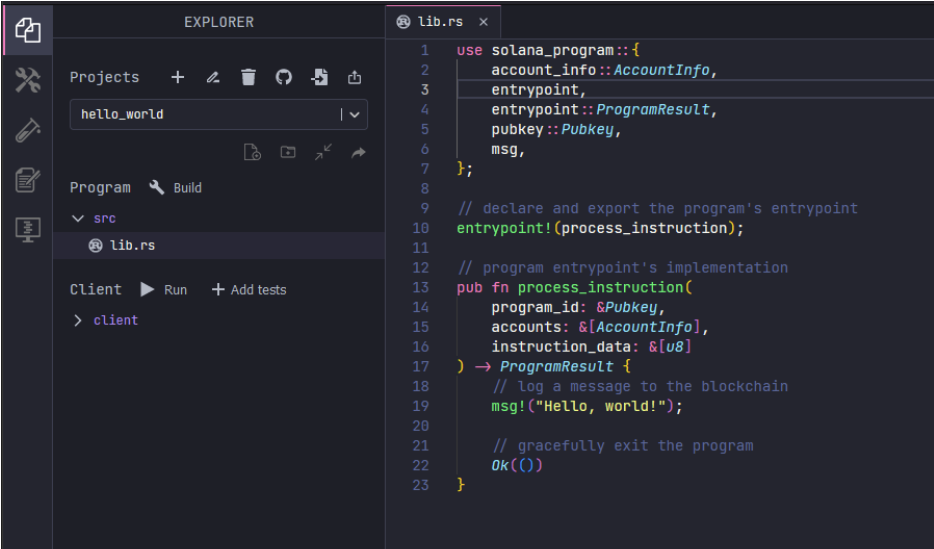 EXPLORER
Projects
hello_world
Program Build
src
lib.rs
Client Run Add tests
client
lib.rs
1 use solana_program::{
2     account_info::AccountInfo,
3     entrypoint,
4     entrypoint::ProgramResult,
5     pubkey::Pubkey,
6     msg,
7 };
8
9 // declare and export the program's entrypoint
10 entrypoint!(process_instruction);
11
12 // program entrypoint's implementation
13 pub fn process_instruction(
14     program_id: &Pubkey,
15     accounts: &[AccountInfo],
16     instruction_data: &[u8]
17 ) -> ProgramResult {
18     // log a message to the blockchain
19     msg!("Hello, world!");
20
21     // gracefully exit the program
22     Ok(())
23 }